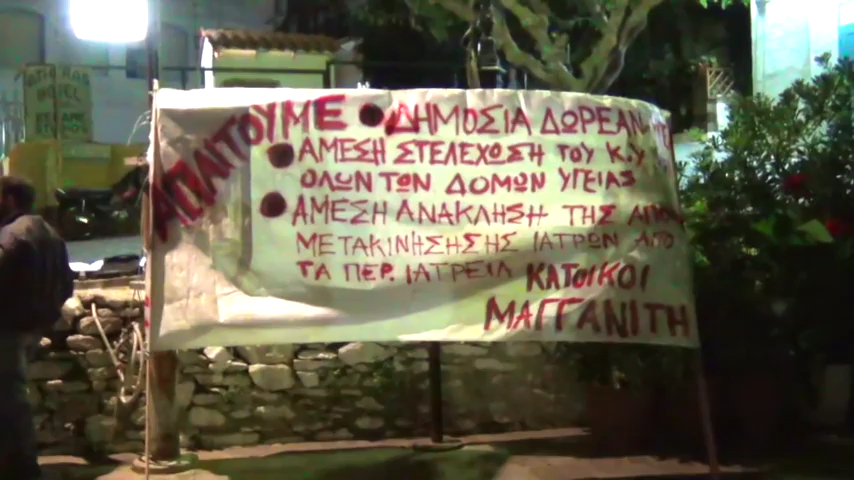 ΑΠΑΙΤΟΥΜΕ ● ΔΗΜΟΣΙΑ ΔΩΡΕΑΝ
● ΑΜΕΣΗ ΣΤΕΛΕΧΩΣΗ ΤΟΥ Κ.Υ
ΟΛΩΝ ΤΩΝ ΔΟΜΩΝ ΥΓΕΙΑΣ
● ΑΜΕΣΗ ΑΝΑΚΛΗΣΗ ΤΗΣ
ΜΕΤΑΚΙΝΗΣΗΣΗΣ ΙΑΤΡΩΝ ΑΠΟ
ΤΑ ΠΕΡ. ΙΑΤΡΕΙΑ ΚΑΤΟΙΚΟΙ
ΜΑΓΓΑΝΙΤΗ